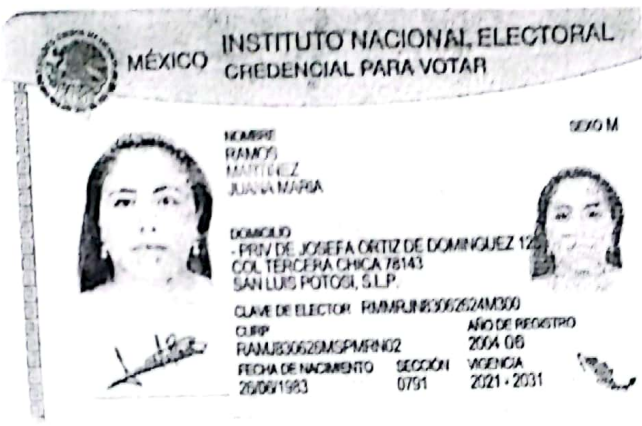 MÉXICO INSTITUTO NACIONAL ELECTORAL
CREDENCIAL PARA VOTAR
NOMBRE
RAMOS
MARTINEZ
JUANA MARIA
SEXO M
DOMICILIO
- PRIV DE JOSEFA ORTIZ DE DOMINGUEZ
COL TERCERA CHICA 78143
SAN LUIS POTOSI, S.L.P.
CLAVE DE ELECTOR RMMRJN83062624M300
CURP
RAMJ830626MSPMRN02
AÑO DE REGISTRO
2004 06
FECHA DE NACIMIENTO
26/06/1983
SECCIÓN
0791
VIGENCIA
2021 - 2031